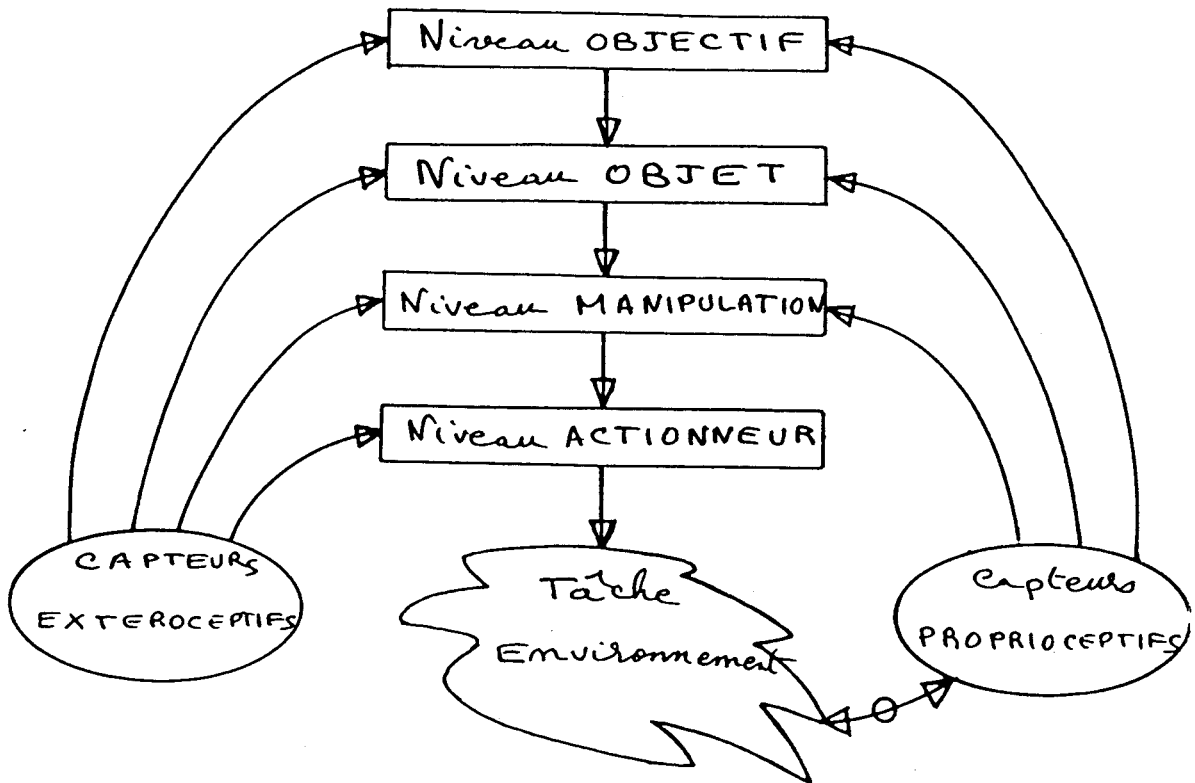 Niveau OBJECTIF
Niveau OBJET
Niveau MANIPULATION
Niveau ACTIONNEUR
CAPTEURS
EXTEROCEPTIFS
Tâche
Environnement
Capteurs
PROPRIOCEPTIFS